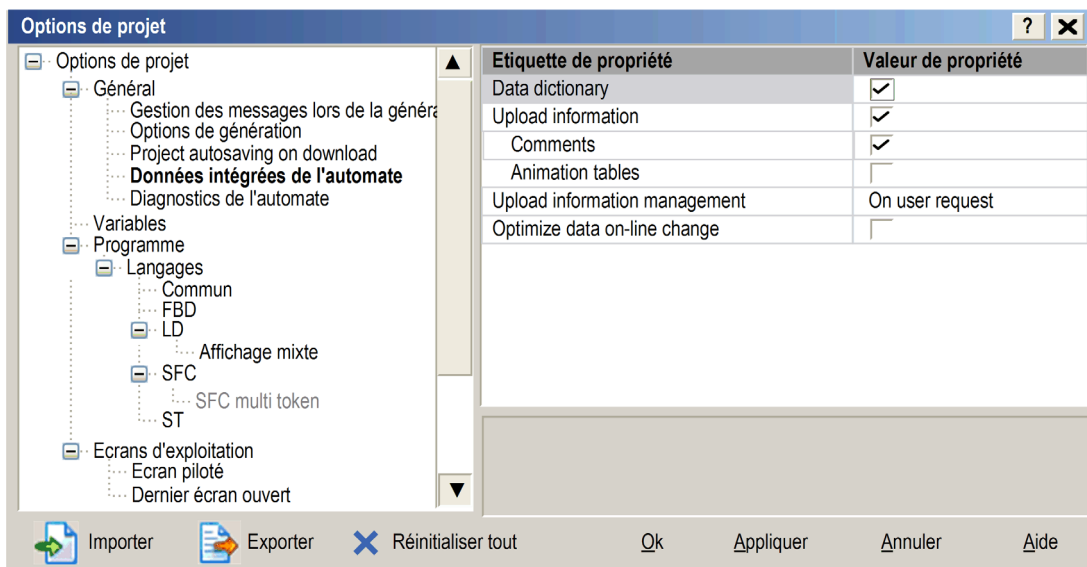 Options de projet
?
Options de projet
Général
Gestion des messages lors de la généra
Options de génération
Project autosaving on download
Données intégrées de l'automate
Diagnostics de l'automate
Variables
Programme
Langages
Commun
FBD
LD
Affichage mixte
SFC
SFC multi token
ST
Ecrans d'exploitation
Ecran piloté
Dernier écran ouvert
Etiquette de propriété Valeur de propriété
Data dictionary
Upload information
Comments
Animation tables
Upload information management On user request
Optimize data on-line change
Importer Exporter Réinitialiser tout Ok Appliquer Annuler Aide